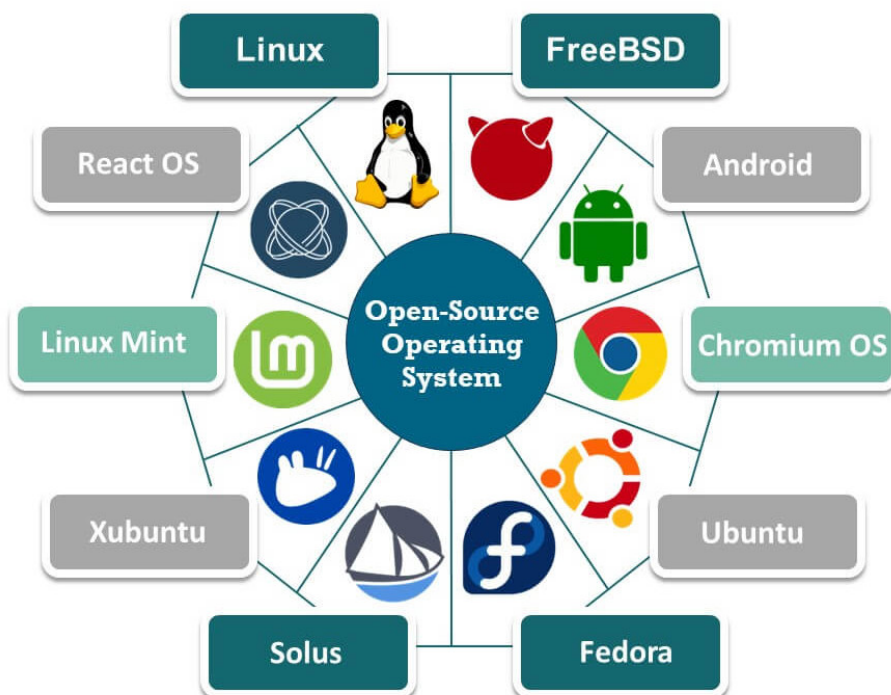 Linux
FreeBSD
React OS
Android
Open-Source
Operating
System
Linux Mint
Chromium OS
Xubuntu
Ubuntu
Solus
Fedora